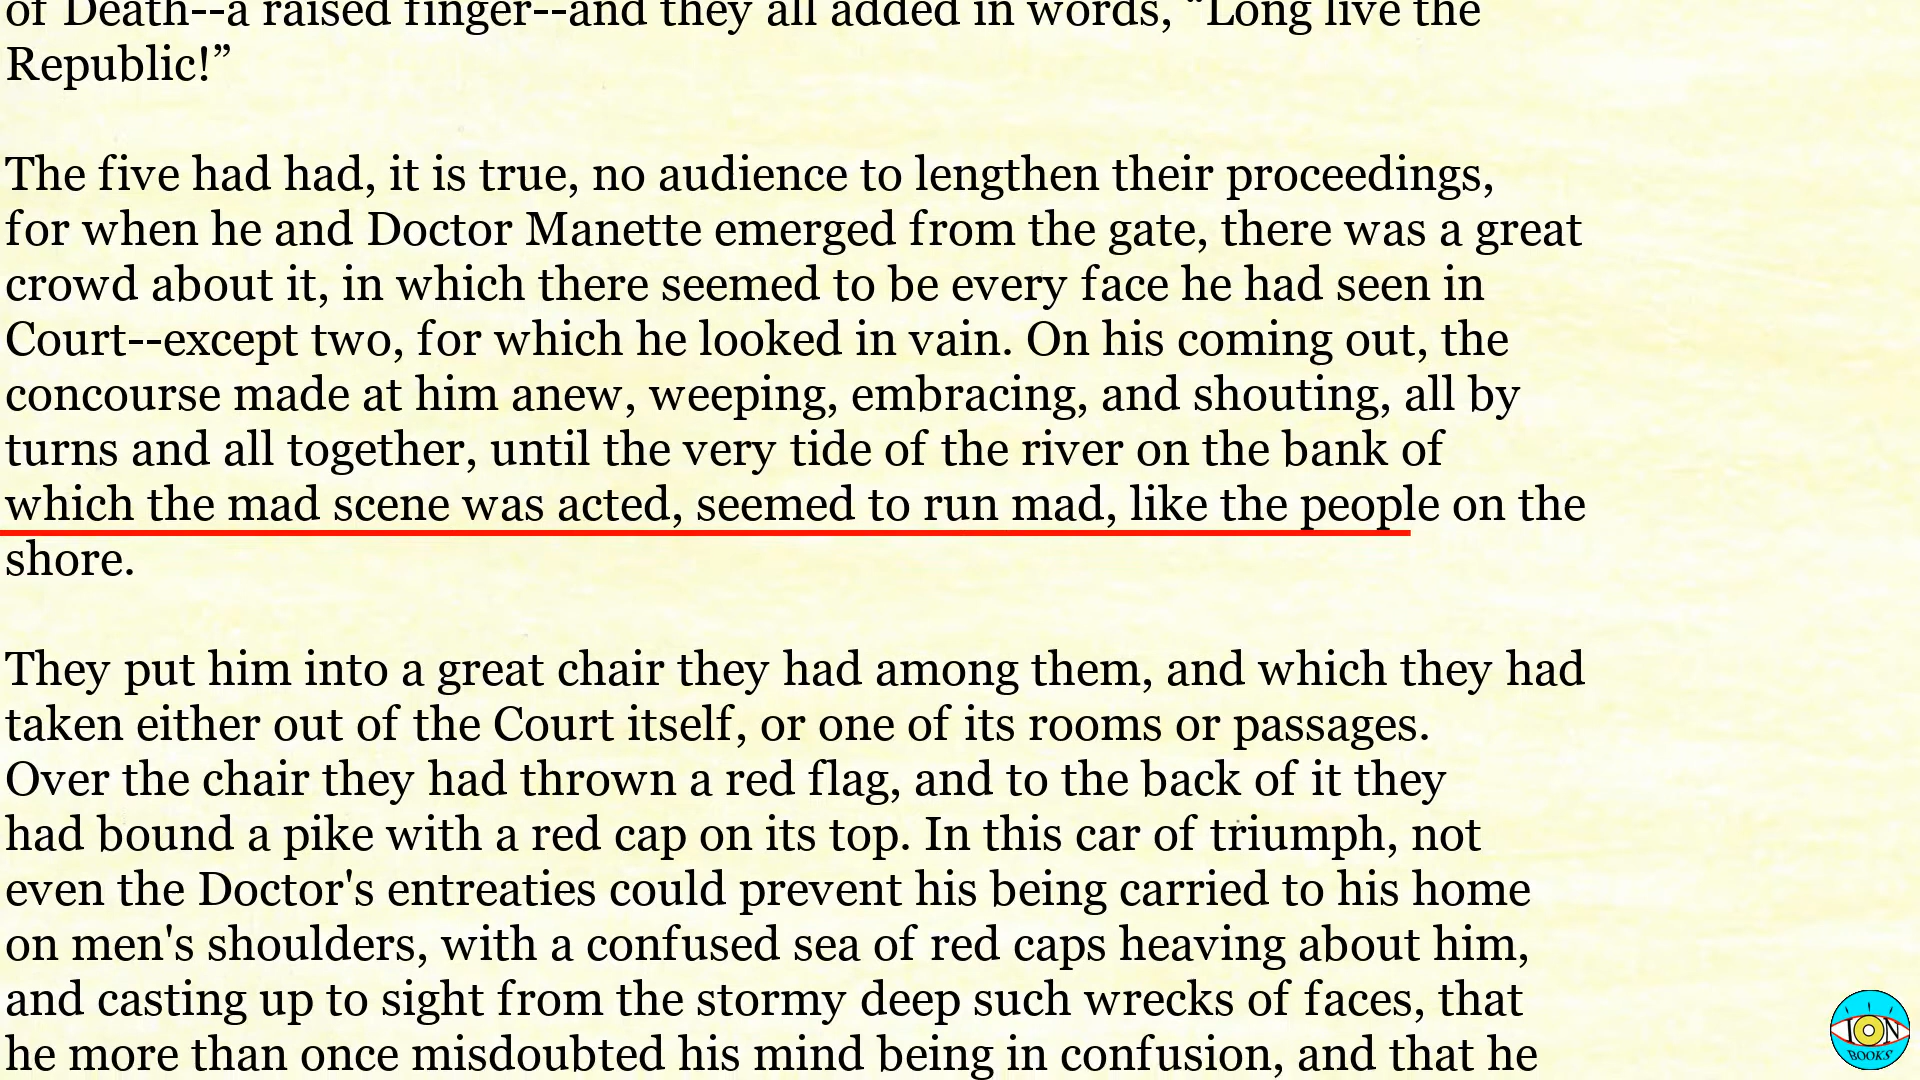 of Death--a raised finger--and they all added in words, “Long live the
Republic!”
The five had had, it is true, no audience to lengthen their proceedings,
for when he and Doctor Manette emerged from the gate, there was a great
crowd about it, in which there seemed to be every face he had seen in
Court--except two, for which he looked in vain. On his coming out, the
concourse made at him anew, weeping, embracing, and shouting, all by
turns and all together, until the very tide of the river on the bank of
which the mad scene was acted, seemed to run mad, like the people on the
shore.
They put him into a great chair they had among them, and which they had
taken either out of the Court itself, or one of its rooms or passages.
Over the chair they had thrown a red flag, and to the back of it they
had bound a pike with a red cap on its top. In this car of triumph, not
even the Doctor's entreaties could prevent his being carried to his home
on men's shoulders, with a confused sea of red caps heaving about him,
and casting up to sight from the stormy deep such wrecks of faces, that
he more than once misdoubted his mind being in confusion, and that he
ION
BOOKS